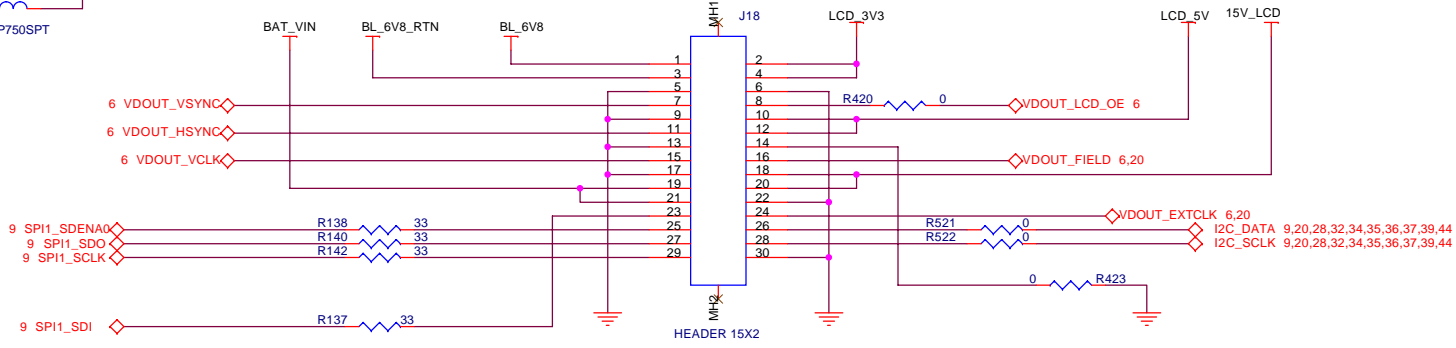 P750SPT
BAT_VIN
BL_6V8_RTN
BL_6V8
MH1
J18
LCD_3V3
LCD_5V
15V_LCD
1 2
3 4
5 6
6 VDOUT_VSYNC 7 8 R420 0 VDOUT_LCD_OE 6
9 10
6 VDOUT_HSYNC 11 12
13 14
6 VDOUT_VCLK 15 16 VDOUT_FIELD 6,20
17 18
19 20
21 22
23 24 VDOUT_EXTCLK 6,20
9 SPI1_SDENA0 R138 33 25 26 R521 0 I2C_DATA 9,20,28,32,34,35,36,37,39,44
9 SPI1_SDO R140 33 27 28 R522 0 I2C_SCLK 9,20,28,32,34,35,36,37,39,44
9 SPI1_SCLK R142 33 29 30
0 R423
MH2
9 SPI1_SDI R137 33
HEADER 15X2